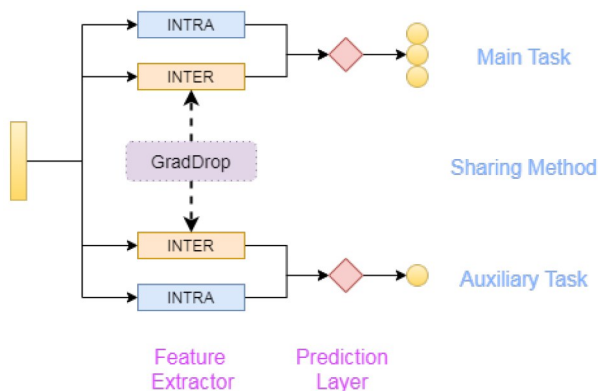 INTRA
INTER
Main Task
GradDrop
Sharing Method
INTER
INTRA
Auxiliary Task
Feature
Extractor
Prediction
Layer